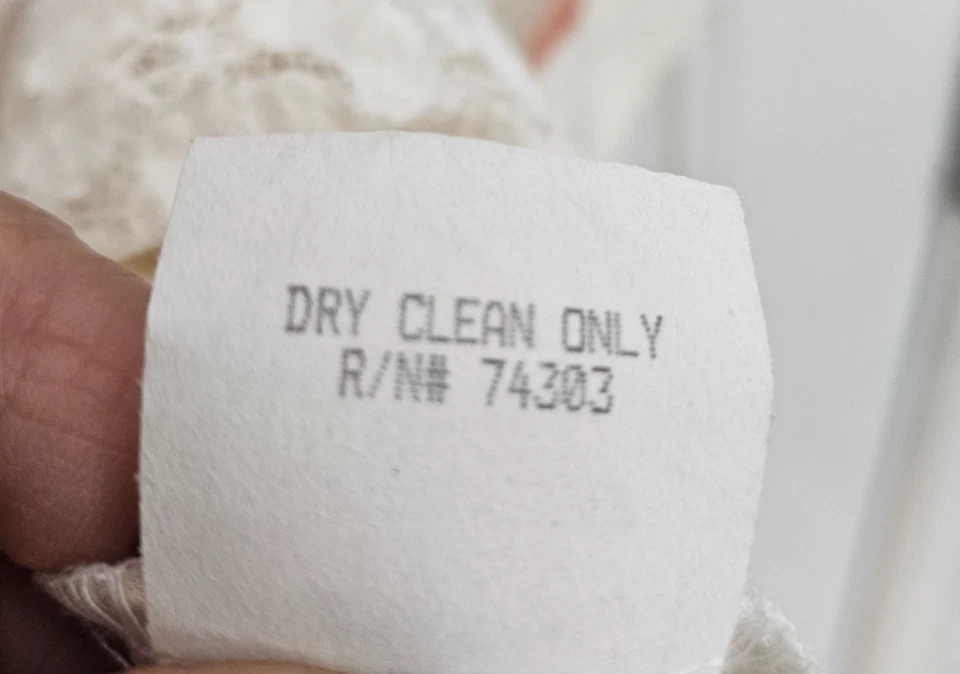 DRY CLEAN ONLY
R/N# 74303